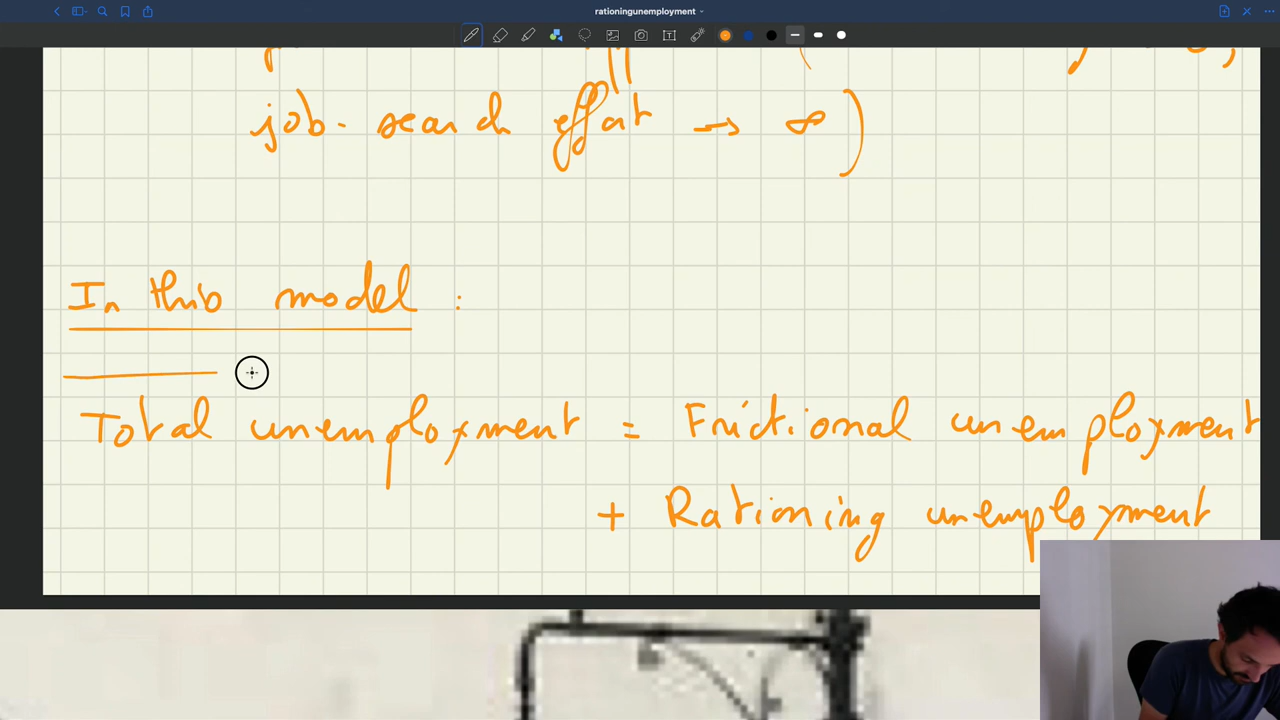 rationingunemployment
job-search effort → ∞)
In this model :
Total unemployment = Frictional unemployment
+ Rationing unemployment